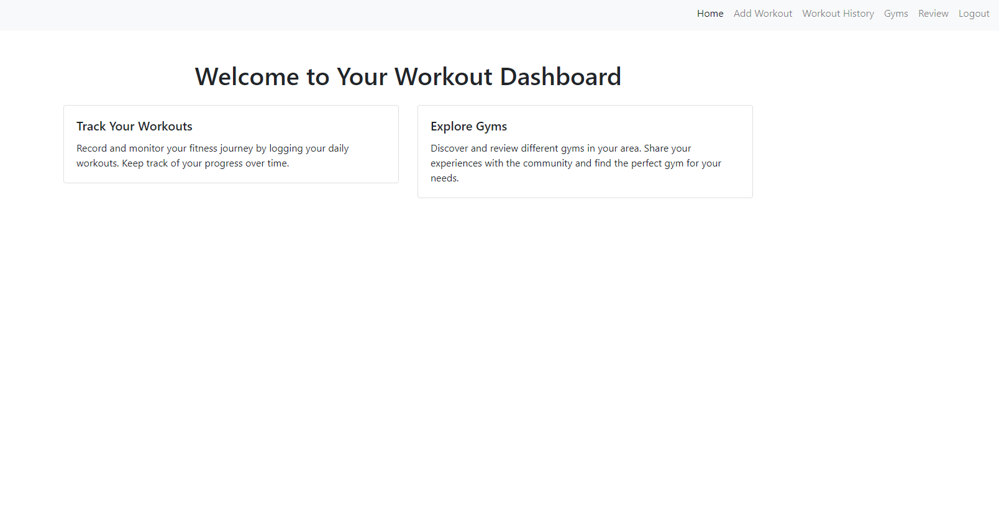 Home Add Workout Workout History Gyms Review Logout
Welcome to Your Workout Dashboard
Track Your Workouts
Record and monitor your fitness journey by logging your daily
workouts. Keep track of your progress over time.
Explore Gyms
Discover and review different gyms in your area. Share your
experiences with the community and find the perfect gym for your
needs.